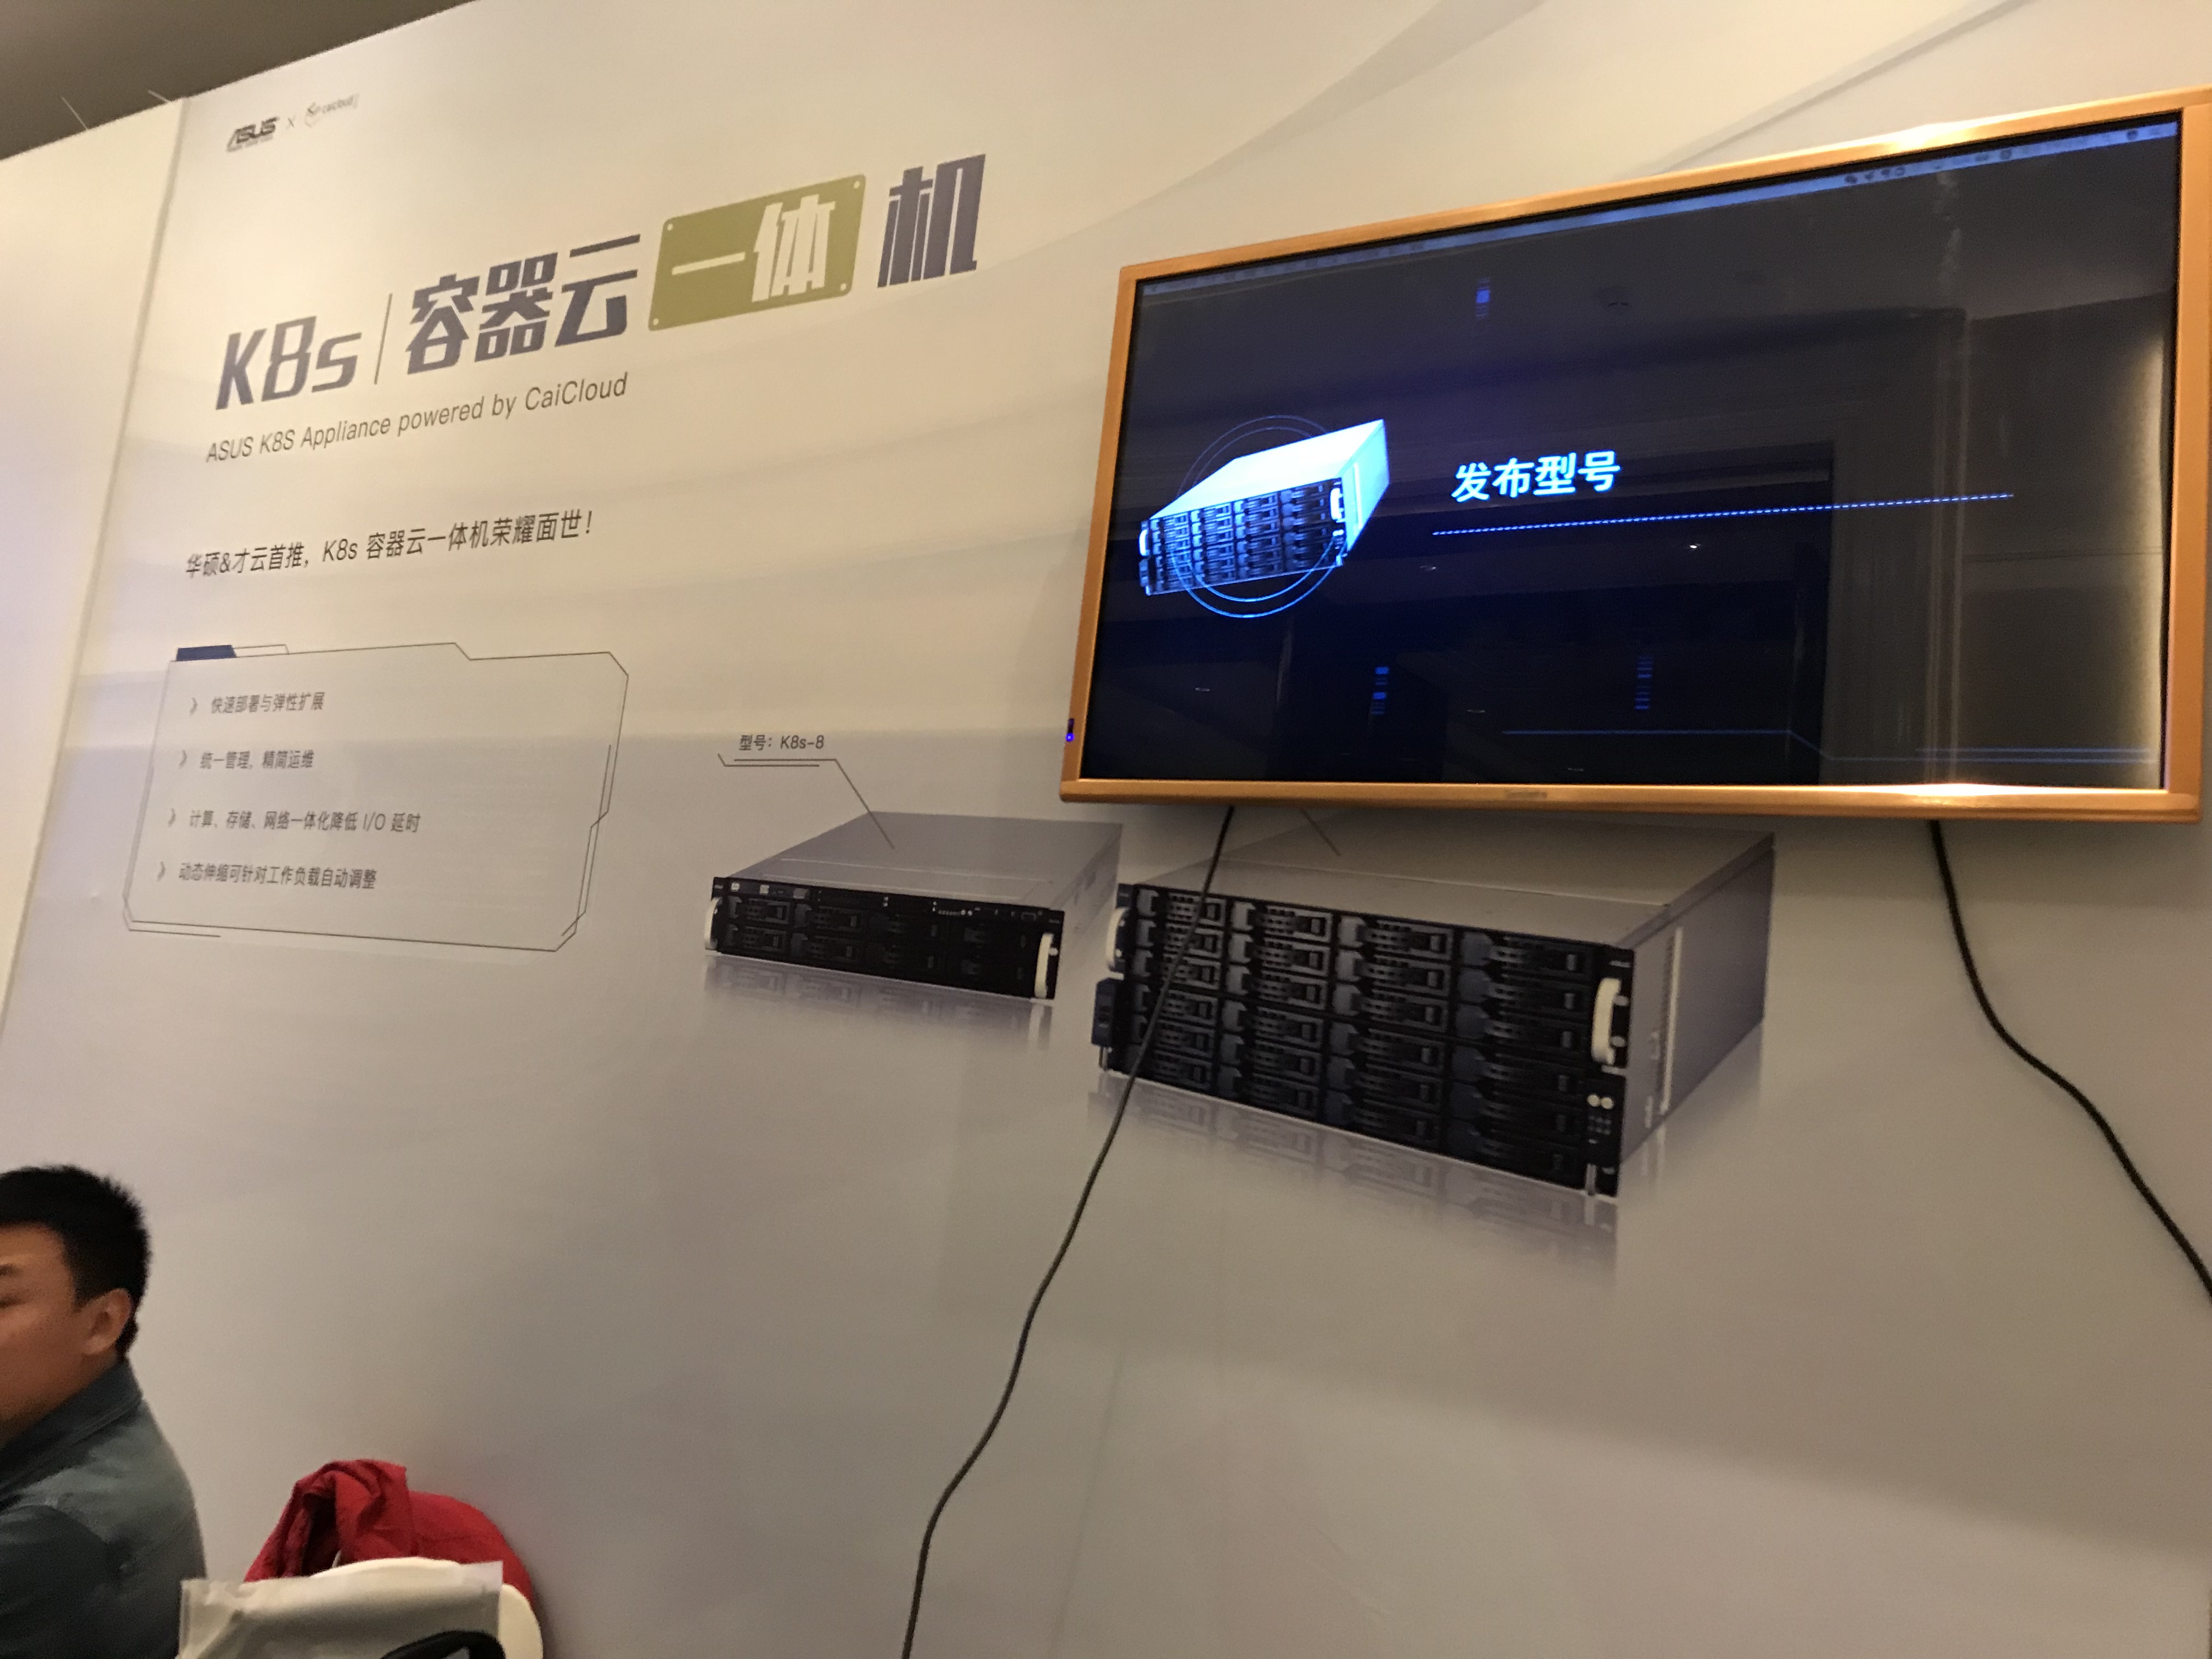 ASUS × caicloud
K8s | 容器云一体机
ASUS K8S Appliance powered by CaiCloud
华硕&才云首推，K8s 容器云一体机荣耀面世！
快速部署与弹性扩展
统一管理，精简运维
计算、存储、网络一体化降低 I/O 延时
动态伸缩可针对工作负载自动调整
型号：K8s-8
发布型号